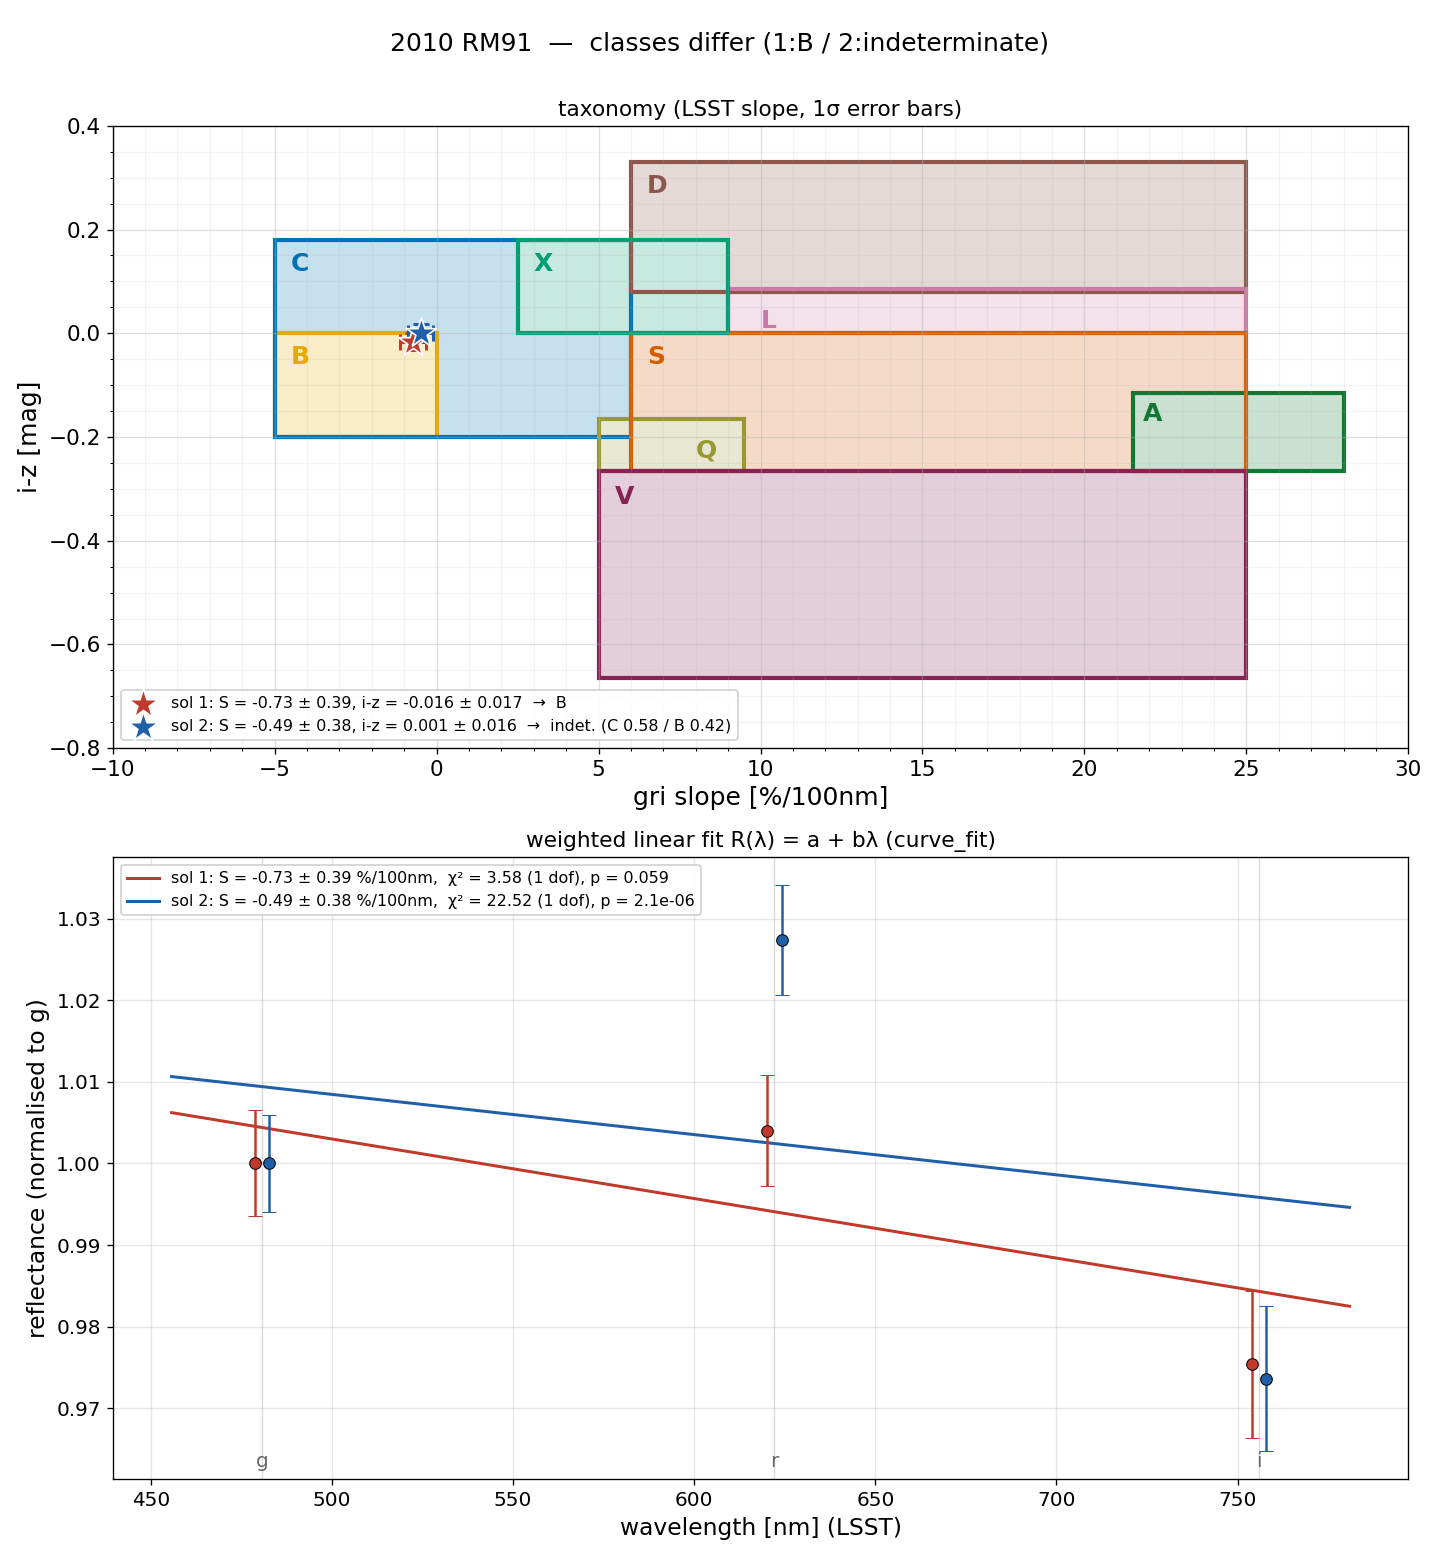 2010 RM91 — classes differ (1:B / 2:indeterminate)
taxonomy (LSST slope, 1σ error bars)
0.4
0.2
0.0
−0.2
−0.4
−0.6
−0.8
i-z [mag]
D
C
X
L
B
S
A
Q
V
sol 1: S = -0.73 ± 0.39, i-z = -0.016 ± 0.017 → B
sol 2: S = -0.49 ± 0.38, i-z = 0.001 ± 0.016 → indet. (C 0.58 / B 0.42)
−10 −5 0 5 10 15 20 25 30
gri slope [%/100nm]
weighted linear fit R(λ) = a + bλ (curve_fit)
sol 1: S = -0.73 ± 0.39 %/100nm, χ² = 3.58 (1 dof), p = 0.059
sol 2: S = -0.49 ± 0.38 %/100nm, χ² = 22.52 (1 dof), p = 2.1e-06
1.03
1.02
1.01
1.00
0.99
0.98
0.97
reflectance (normalised to g)
g r i
450 500 550 600 650 700 750
wavelength [nm] (LSST)